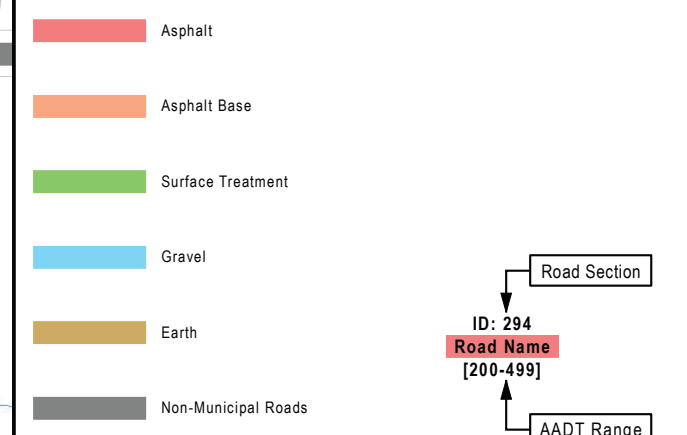 Asphalt
Asphalt Base
Surface Treatment
Gravel
Earth
Non-Municipal Roads
Road Section
ID: 294
Road Name
[200-499]
AADT Range